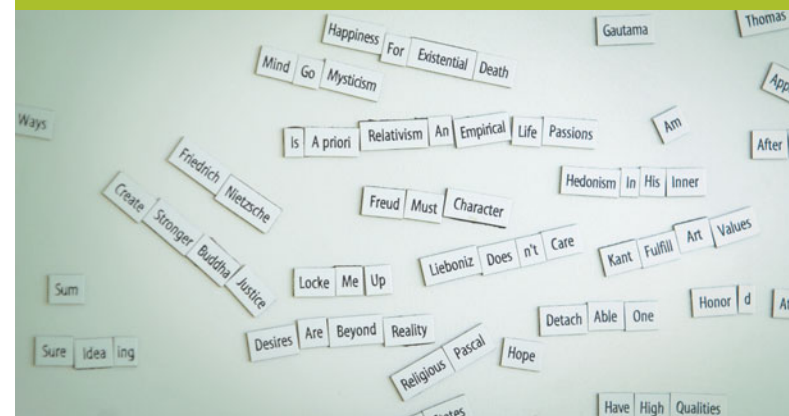 Happiness For Existential Death
Gautama
Thomas
Mind Go Mysticism
Ways
Is A priori Relativism An Empirical Life Passions
Am
After
Friedrich Nietzsche
Hedonism In His Inner
Create Stronger Buddha Justice
Freud Must Character
Lieboniz Does n't Care
Kant Fulfill Art Values
Sum
Locke Me Up
Honor d
Detach Able One
Desires Are Beyond Reality
Sure Idea ing
Religious Pascal
Hope
Have High Qualities